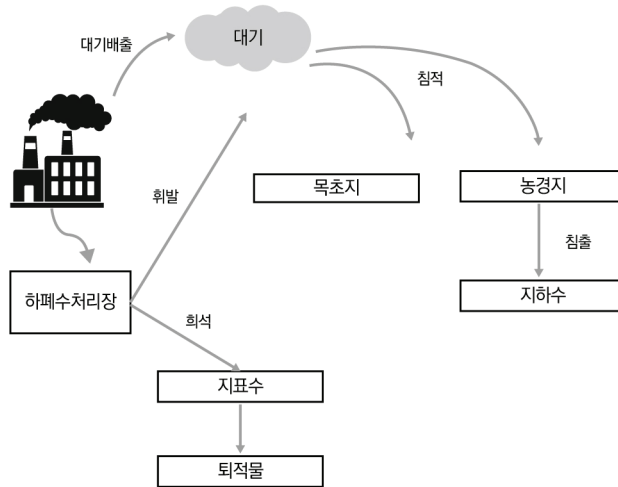 대기배출
대기
침적
휘발
목초지
농경지
침출
하폐수처리장
지하수
희석
지표수
퇴적물